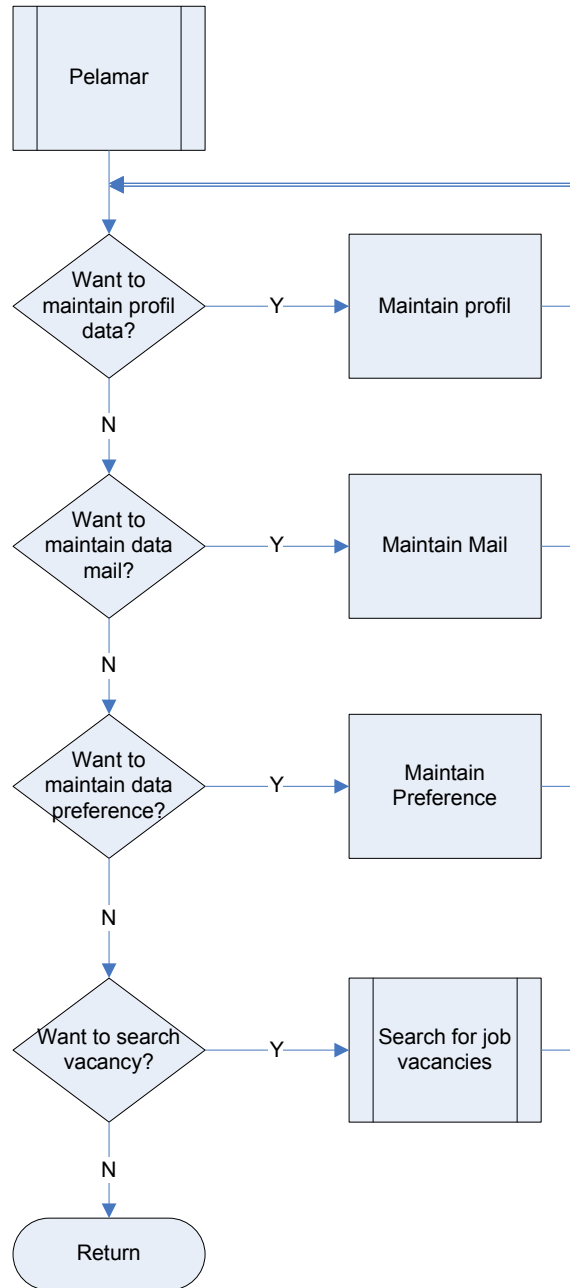 Pelamar
Want to
maintain profil
data?
Y
Maintain profil
N
Want to
maintain data
mail?
Y
Maintain Mail
N
Want to
maintain data
preference?
Y
Maintain
Preference
N
Want to search
vacancy?
Y
Search for job
vacancies
N
Return